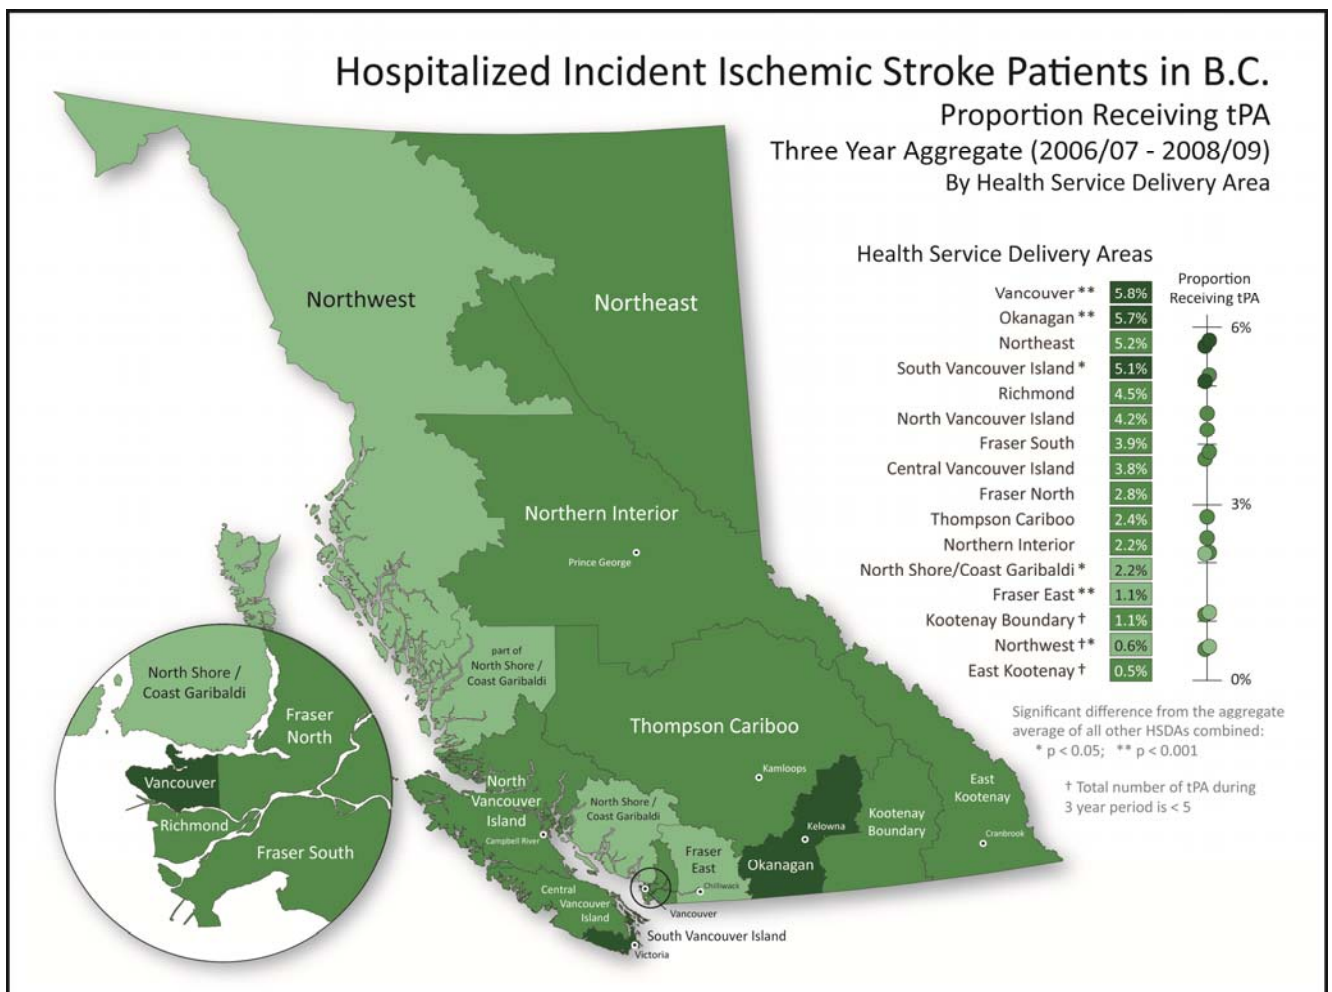 Hospitalized Incident Ischemic Stroke Patients in B.C.
Proportion Receiving tPA
Three Year Aggregate (2006/07 - 2008/09)
By Health Service Delivery Area
Health Service Delivery Areas
Proportion
Receiving tPA
Vancouver ** 5.8%
Okanagan ** 5.7%
Northeast 5.2%
South Vancouver Island * 5.1%
Richmond 4.5%
North Vancouver Island 4.2%
Fraser South 3.9%
Central Vancouver Island 3.8%
Fraser North 2.8%
Thompson Cariboo 2.4%
Northern Interior 2.2%
North Shore/Coast Garibaldi * 2.2%
Fraser East ** 1.1%
Kootenay Boundary † 1.1%
Northwest †* 0.6%
East Kootenay † 0.5%
6%
3%
0%
Significant difference from the aggregate
average of all other HSDAs combined:
* p < 0.05; ** p < 0.001
† Total number of tPA during
3 year period is < 5
Northwest
Northeast
Northern Interior
Prince George
part of
North Shore /
Coast Garibaldi
Thompson Cariboo
Kamloops
North
Vancouver
Island
Campbell River
North Shore /
Coast Garibaldi
Fraser
East
Chilliwack
Okanagan
Kelowna
Kootenay
Boundary
East
Kootenay
Cranbrook
Central
Vancouver
Island
Vancouver
South Vancouver Island
Victoria
North Shore /
Coast Garibaldi
Fraser
North
Vancouver
Richmond
Fraser South